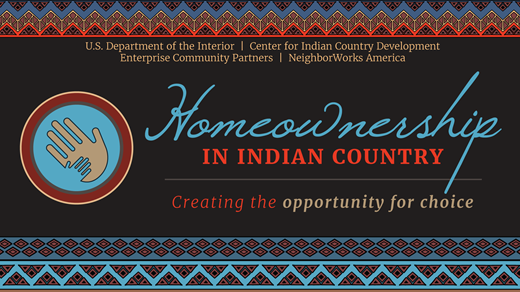 U.S. Department of the Interior | Center for Indian Country Development
Enterprise Community Partners | NeighborWorks America
Homeownership
IN INDIAN COUNTRY
Creating the opportunity for choice